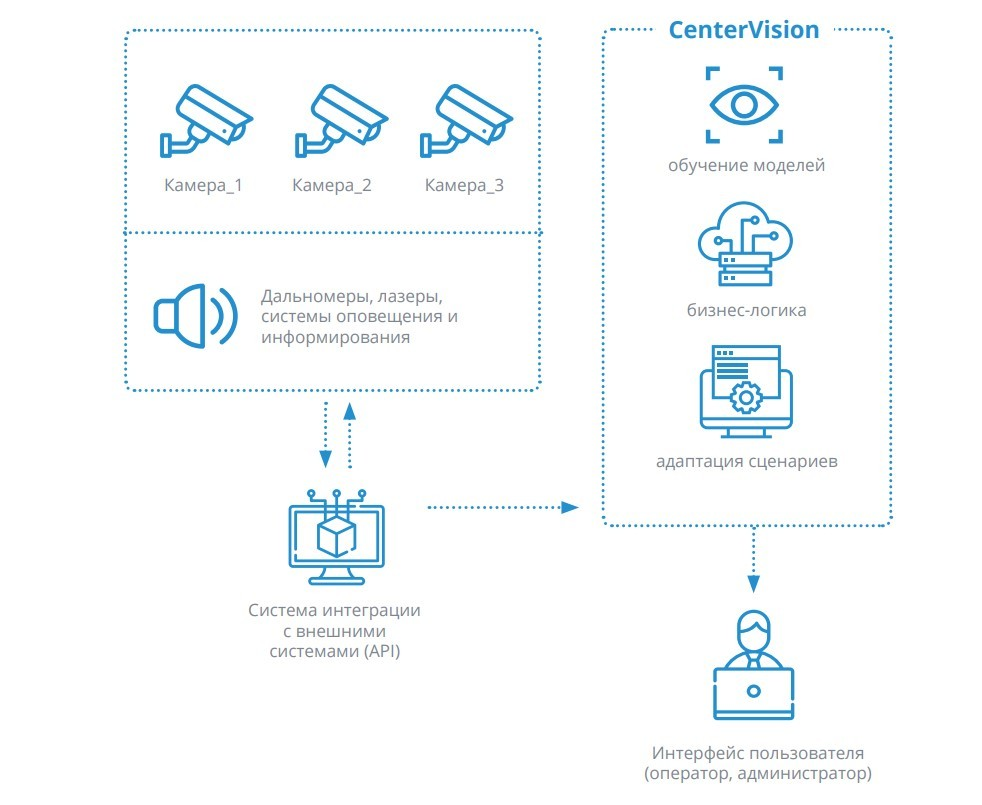 CenterVision
Камера_1
Камера_2
Камера_3
Дальномеры, лазеры,
системы оповещения и
информирования
обучение моделей
бизнес-логика
адаптация сценариев
Система интеграции
с внешними
системами (API)
Интерфейс пользователя
(оператор, администратор)